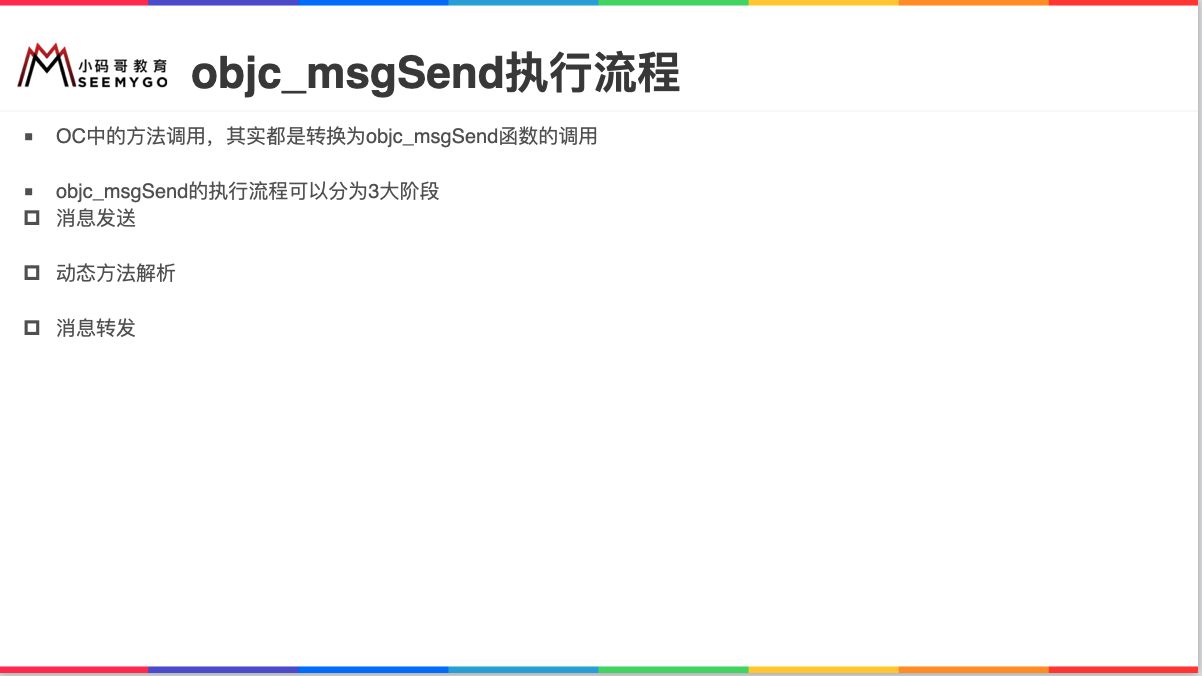 小码哥教育
SEEMYGO
objc_msgSend执行流程
OC中的方法调用，其实都是转换为objc_msgSend函数的调用
objc_msgSend的执行流程可以分为3大阶段
消息发送
动态方法解析
消息转发